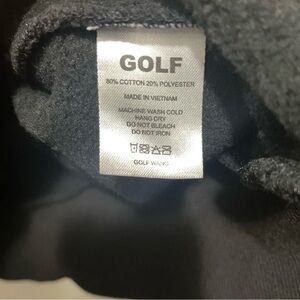 GOLF
80% COTTON 20% POLYESTER
MADE IN VIETNAM
MACHINE WASH COLD
HANG DRY
DO NOT BLEACH
DO NOT IRON
GOLF WANG